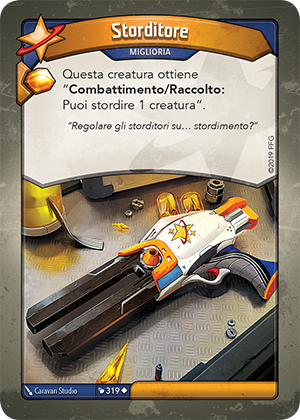 Storditore
MIGLIORIA
Questa creatura ottiene
“Combattimento/Raccolto:
Puoi stordire 1 creatura”.
“Regolare gli storditori su... stordimento?”
©2019 FFG
Caravan Studio
319